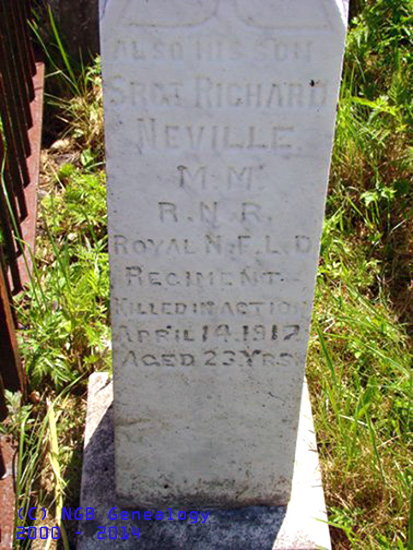 ALSO HIS SON
SRGT RICHARD
NEVILLE.
M.M.
R.N.R.
ROYAL N.F.L.D
REGIMENT
KILLED IN ACTION
APRIL 14.1917
AGED 23 YRS
(C) NGB Genealogy
2000 - 2014